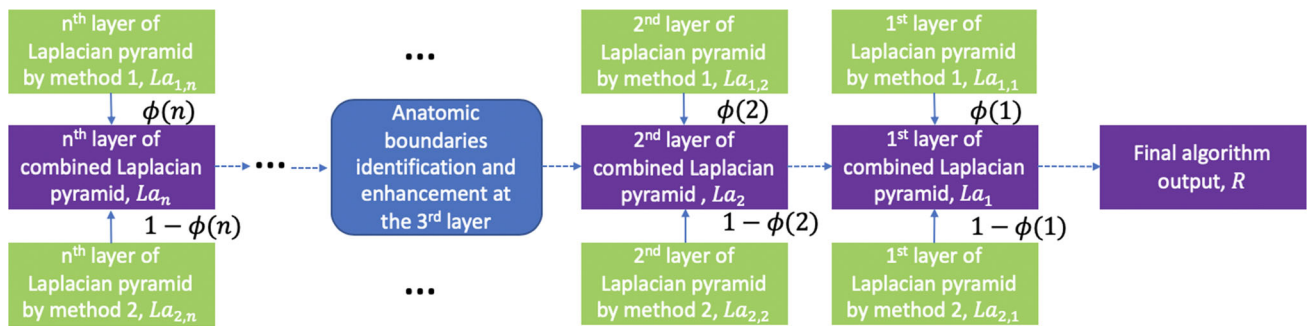 nᵗʰ layer of
Laplacian pyramid
by method 1, La₁,ₙ
...
2ⁿᵈ layer of
Laplacian pyramid
by method 1, La₁,₂
1ˢᵗ layer of
Laplacian pyramid
by method 1, La₁,₁
ϕ(n)
ϕ(2)
ϕ(1)
nᵗʰ layer of
combined Laplacian
pyramid, Laₙ
...
Anatomic
boundaries
identification and
enhancement at
the 3ʳᵈ layer
2ⁿᵈ layer of
combined Laplacian
pyramid , La₂
1ˢᵗ layer of
combined Laplacian
pyramid, La₁
Final algorithm
output, R
1 − ϕ(n)
1 − ϕ(2)
1 − ϕ(1)
nᵗʰ layer of
Laplacian pyramid
by method 2, La₂,ₙ
...
2ⁿᵈ layer of
Laplacian pyramid
by method 2, La₂,₂
1ˢᵗ layer of
Laplacian pyramid
by method 2, La₂,₁